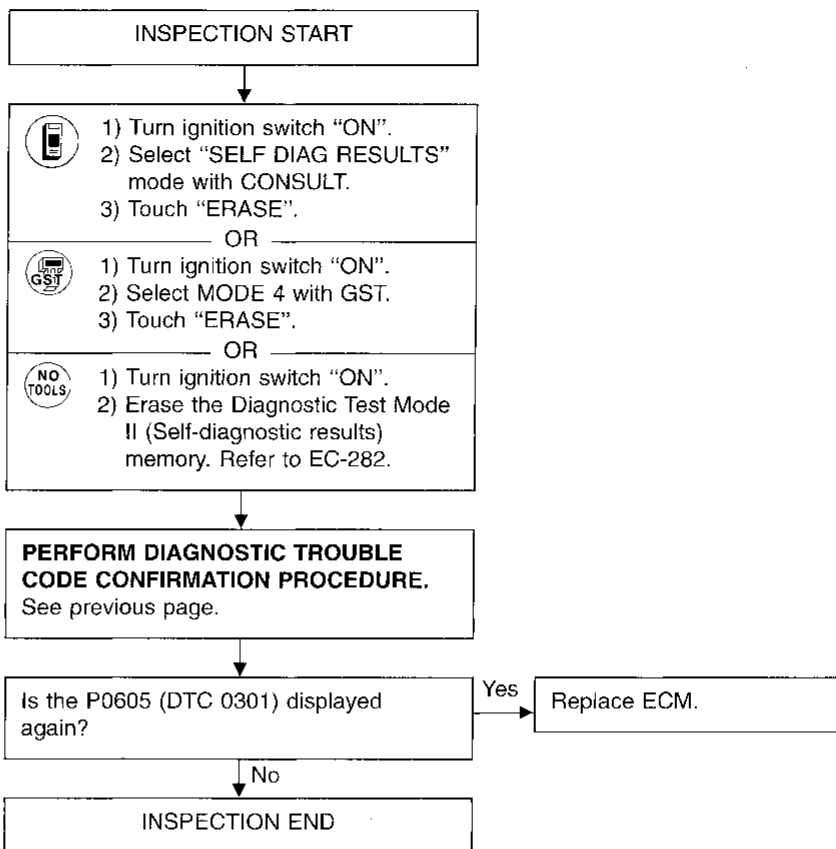 INSPECTION START
1) Turn ignition switch “ON”.
2) Select “SELF DIAG RESULTS”
mode with CONSULT.
3) Touch “ERASE”.
OR
GST
1) Turn ignition switch “ON”.
2) Select MODE 4 with GST.
3) Touch “ERASE”.
OR
NO
TOOLS
1) Turn ignition switch “ON”.
2) Erase the Diagnostic Test Mode
II (Self-diagnostic results)
memory. Refer to EC-282.
PERFORM DIAGNOSTIC TROUBLE
CODE CONFIRMATION PROCEDURE.
See previous page.
Is the P0605 (DTC 0301) displayed
again?
Yes
Replace ECM.
No
INSPECTION END